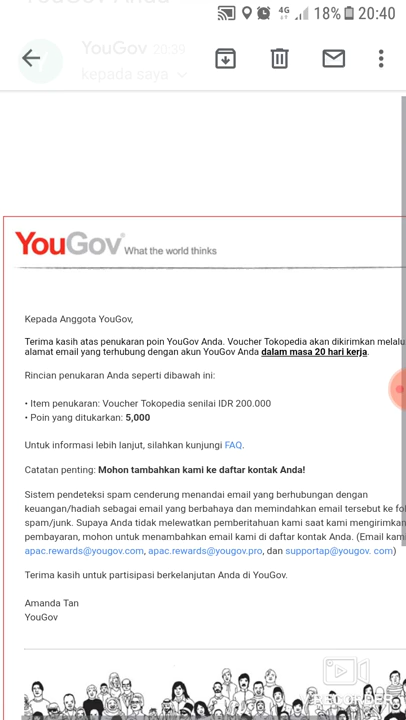 4G 18% 20:40
YouGov 20:39
kepada saya
YouGov® What the world thinks
Kepada Anggota YouGov,
Terima kasih atas penukaran poin YouGov Anda. Voucher Tokopedia akan dikirimkan melalu
alamat email yang terhubung dengan akun YouGov Anda dalam masa 20 hari kerja.
Rincian penukaran Anda seperti dibawah ini:
• Item penukaran: Voucher Tokopedia senilai IDR 200.000
• Poin yang ditukarkan: 5,000
Untuk informasi lebih lanjut, silahkan kunjungi FAQ.
Catatan penting: Mohon tambahkan kami ke daftar kontak Anda!
Sistem pendeteksi spam cenderung menandai email yang berhubungan dengan
keuangan/hadiah sebagai email yang berbahaya dan memindahkan email tersebut ke fo
spam/junk. Supaya Anda tidak melewatkan pemberitahuan kami saat kami mengirimkan
pembayaran, mohon untuk menambahkan email kami di daftar kontak Anda. (Email kam
apac.rewards@yougov.com, apac.rewards@yougov.pro, dan supportap@yougov. com)
Terima kasih untuk partisipasi berkelanjutan Anda di YouGov.
Amanda Tan
YouGov
RECORDER